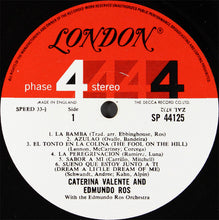 LONDON
phase 4 stereo
MADE IN ENGLAND
THE DECCA RECORD CO. LTD.
SPEED 33⅓
Side
1
ZAL
SP 44125
1. LA BAMBA (Trad. arr. Ebbinghouse, Ros)
2. AZULAO (Ovalle, Bandeira)
3. EL TONTO EN LA COLINA (THE FOOL ON THE HILL)
(Lennon, McCartney, Coreno)
4. LA PEREGRINACION (Ramirez, Luna)
5. SABOR A MI (Carrillo, Mitchell)
6. SUENO QUE ESTOY JUNTO A TI
(DREAM A LITTLE DREAM OF ME)
(Schwandt, Andree, Kahn, Alpin)
CATERINA VALENTE AND
EDMUNDO ROS
With the Edmundo Ros Orchestra